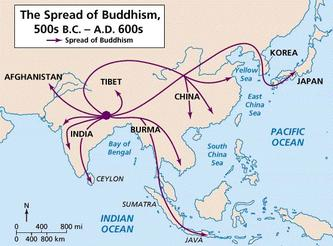 The Spread of Buddhism,
500s B.C. – A.D. 600s
Spread of Buddhism
KOREA
AFGHANISTAN
TIBET
Yellow
Sea
JAPAN
CHINA
East
China
Sea
INDIA
BURMA
PACIFIC
OCEAN
Bay of
Bengal
South
China
Sea
CEYLON
N
SUMATRA
0 400 800 mi
0 400 800 km
INDIAN
OCEAN
JAVA